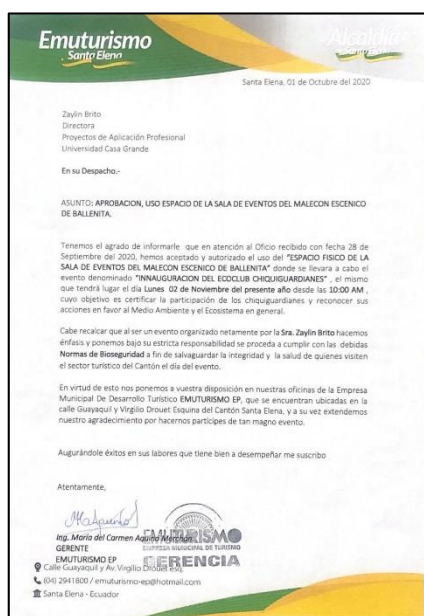 Emuturismo
Santa Elena
Alcaldía
Santa Elena
Santa Elena, 01 de Octubre del 2020
Zaylin Brito
Directora
Proyectos de Aplicación Profesional
Universidad Casa Grande
En su Despacho.-
ASUNTO: APROBACION, USO ESPACIO DE LA SALA DE EVENTOS DEL MALECON ESCENICO
DE BALLENITA.
Tenemos el agrado de informarle que en atención al Oficio recibido con fecha 28 de
Septiembre del 2020, hemos aceptado y autorizado el uso del "ESPACIO FISICO DE LA
SALA DE EVENTOS DEL MALECON ESCENICO DE BALLENITA" donde se llevara a cabo el
evento denominado "INNAUGURACION DEL ECOCLUB CHIQUIGUARDIANES" , el mismo
que tendrá lugar el día Lunes 02 de Noviembre del presente año desde las 10:00 AM ,
cuyo objetivo es certificar la participación de los chiquiguardianes y reconocer sus
acciones en favor al Medio Ambiente y el Ecosistema en general.
Cabe recalcar que al ser un evento organizado netamente por la Sra. Zaylin Brito hacemos
énfasis y ponemos bajo su estricta responsabilidad se proceda a cumplir con las debidas
Normas de Bioseguridad a fin de salvaguardar la integridad y la salud de quienes visiten
el sector turístico del Cantón el día del evento.
En virtud de esto nos ponemos a vuestra disposición en nuestras oficinas de la Empresa
Municipal De Desarrollo Turístico EMUTURISMO EP, que se encuentran ubicadas en la
calle Guayaquil y Virgilio Drouet Esquina del Cantón Santa Elena, y a su vez extendemos
nuestro agradecimiento por hacernos partícipes de tan magno evento.
Augurándole éxitos en sus labores que tiene bien a desempeñar me suscribo
Atentamente,
Ing. María del Carmen Aquino Merchán
GERENTE
EMUTURISMO EP
EMUTURISMO
EMPRESA MUNICIPAL DE TURISMO
GERENCIA
Calle Guayaquil y Av. Virgilio Drouet esq.
(04) 2941800 / emuturismo-ep@hotmail.com
Santa Elena - Ecuador